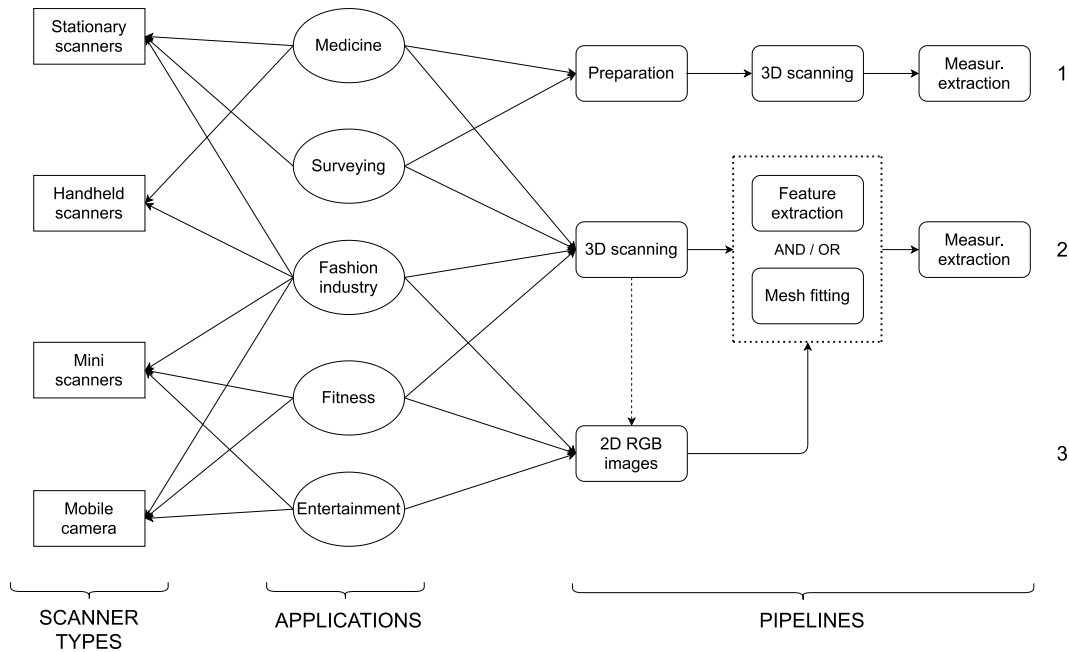 Stationary
scanners
Handheld
scanners
Mini
scanners
Mobile
camera
SCANNER
TYPES
Medicine
Surveying
Fashion
industry
Fitness
Entertainment
APPLICATIONS
Preparation
3D scanning
Measur.
extraction
1
3D scanning
Feature
extraction
AND / OR
Mesh fitting
Measur.
extraction
2
2D RGB
images
3
PIPELINES